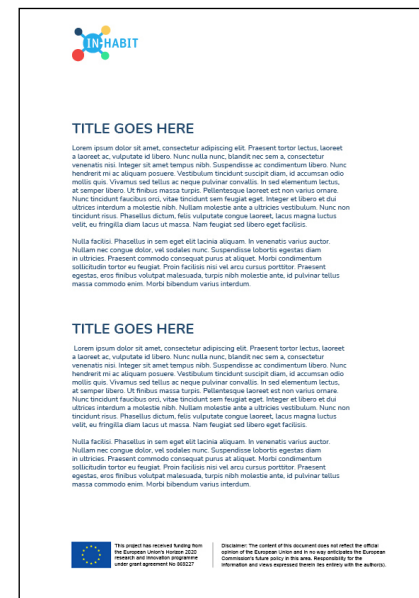 IN-HABIT
TITLE GOES HERE
Lorem ipsum dolor sit amet, consectetur adipiscing elit. Praesent tortor lectus, laoreet
a laoreet ac, vulputate id libero. Nunc nulla nunc, blandit nec sem a, consectetur
venenatis nisi. Integer sit amet tempus nibh. Suspendisse ac condimentum libero. Nunc
hendrerit mi ac aliquam posuere. Vestibulum tincidunt suscipit diam, id accumsan odio
mollis quis. Vivamus sed tellus ac neque pulvinar convallis. In sed elementum lectus,
at semper libero. Ut finibus massa turpis. Pellentesque laoreet est non varius ornare.
Nunc tincidunt faucibus orci, vitae tincidunt sem feugiat eget. Integer et libero et dui
ultrices interdum a molestie nibh. Nullam molestie ante a ultricies vestibulum. Nunc non
tincidunt risus. Phasellus dictum, felis vulputate congue laoreet, lacus magna luctus
velit, eu fringilla diam lacus ut massa. Nam feugiat sed libero eget facilisis.
Nulla facilisi. Phasellus in sem eget elit lacinia aliquam. In venenatis varius auctor.
Nullam nec congue dolor, vel sodales nunc. Suspendisse lobortis egestas diam
in ultricies. Praesent commodo consequat purus at aliquet. Morbi condimentum
sollicitudin tortor eu feugiat. Proin facilisis nisi vel arcu cursus porttitor. Praesent
egestas, eros finibus volutpat malesuada, turpis nibh molestie ante, id pulvinar tellus
massa commodo enim. Morbi bibendum varius interdum.
TITLE GOES HERE
Lorem ipsum dolor sit amet, consectetur adipiscing elit. Praesent tortor lectus, laoreet
a laoreet ac, vulputate id libero. Nunc nulla nunc, blandit nec sem a, consectetur
venenatis nisi. Integer sit amet tempus nibh. Suspendisse ac condimentum libero. Nunc
hendrerit mi ac aliquam posuere. Vestibulum tincidunt suscipit diam, id accumsan odio
mollis quis. Vivamus sed tellus ac neque pulvinar convallis. In sed elementum lectus,
at semper libero. Ut finibus massa turpis. Pellentesque laoreet est non varius ornare.
Nunc tincidunt faucibus orci, vitae tincidunt sem feugiat eget. Integer et libero et dui
ultrices interdum a molestie nibh. Nullam molestie ante a ultricies vestibulum. Nunc non
tincidunt risus. Phasellus dictum, felis vulputate congue laoreet, lacus magna luctus
velit, eu fringilla diam lacus ut massa. Nam feugiat sed libero eget facilisis.
Nulla facilisi. Phasellus in sem eget elit lacinia aliquam. In venenatis varius auctor.
Nullam nec congue dolor, vel sodales nunc. Suspendisse lobortis egestas diam
in ultricies. Praesent commodo consequat purus at aliquet. Morbi condimentum
sollicitudin tortor eu feugiat. Proin facilisis nisi vel arcu cursus porttitor. Praesent
egestas, eros finibus volutpat malesuada, turpis nibh molestie ante, id pulvinar tellus
massa commodo enim. Morbi bibendum varius interdum.
This project has received funding from
the European Union's Horizon 2020
research and innovation programme
under grant agreement No 869227
Disclaimer: The content of this document does not reflect the official
opinion of the European Union and in no way anticipates the European
Commission's future policy in this area. Responsibility for the
information and views expressed therein lies entirely with the author(s).